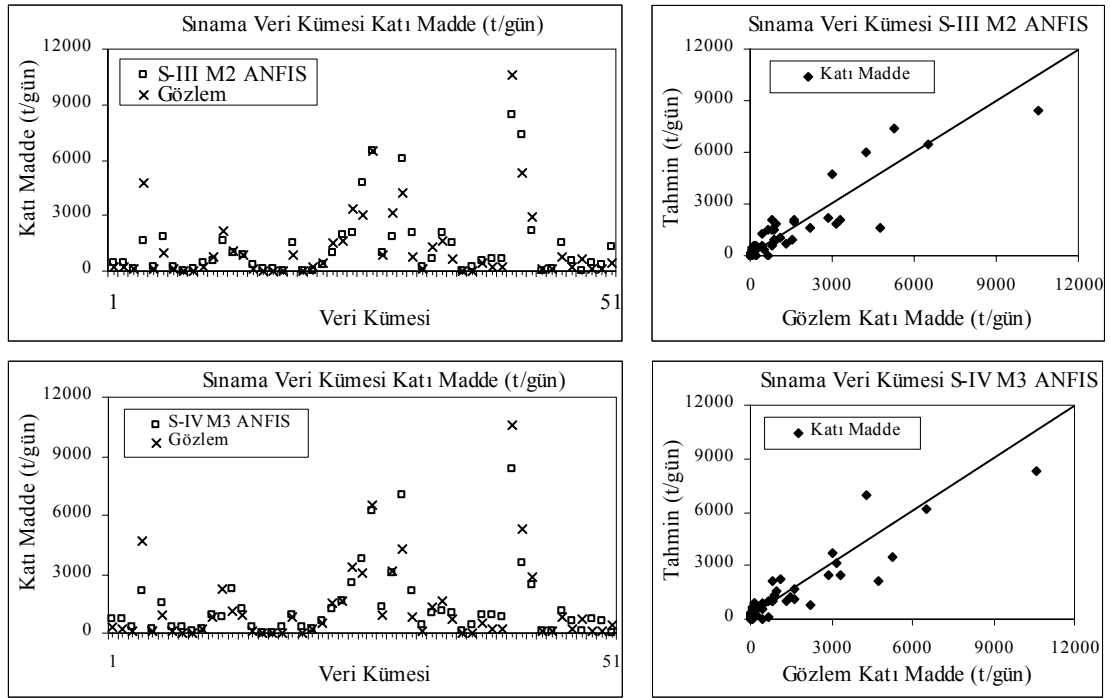 Sınama Veri Kümesi Katı Madde (t/gün)
12000
9000
6000
3000
0
Katı Madde (t/gün)
S-III M2 ANFIS
Gözlem
1
51
Veri Kümesi
Sınama Veri Kümesi S-III M2 ANFIS
12000
9000
6000
3000
0
Tahmin (t/gün)
Katı Madde
0
3000
6000
9000
12000
Gözlem Katı Madde (t/gün)
Sınama Veri Kümesi Katı Madde (t/gün)
12000
9000
6000
3000
0
Katı Madde (t/gün)
S-IV M3 ANFIS
Gözlem
1
51
Veri Kümesi
Sınama Veri Kümesi S-IV M3 ANFIS
12000
9000
6000
3000
0
Tahmin (t/gün)
Katı Madde
0
3000
6000
9000
12000
Gözlem Katı Madde (t/gün)